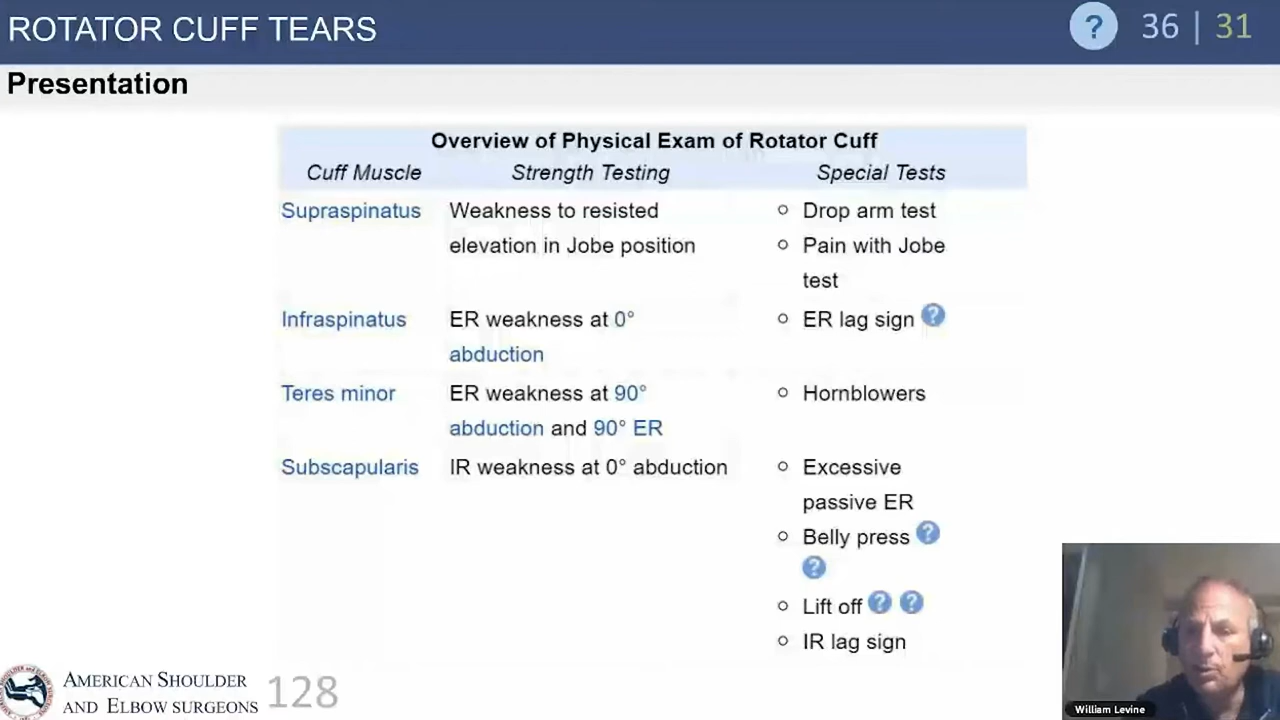 ROTATOR CUFF TEARS
? 36 | 31
Presentation
Overview of Physical Exam of Rotator Cuff
Cuff Muscle Strength Testing Special Tests
Supraspinatus Weakness to resisted ○ Drop arm test
elevation in Jobe position ○ Pain with Jobe
test
Infraspinatus ER weakness at 0° ○ ER lag sign ?
abduction
Teres minor ER weakness at 90° ○ Hornblowers
abduction and 90° ER
Subscapularis IR weakness at 0° abduction ○ Excessive
passive ER
○ Belly press ?
?
○ Lift off ? ?
○ IR lag sign
AMERICAN SHOULDER
AND ELBOW SURGEONS 128
William Levine